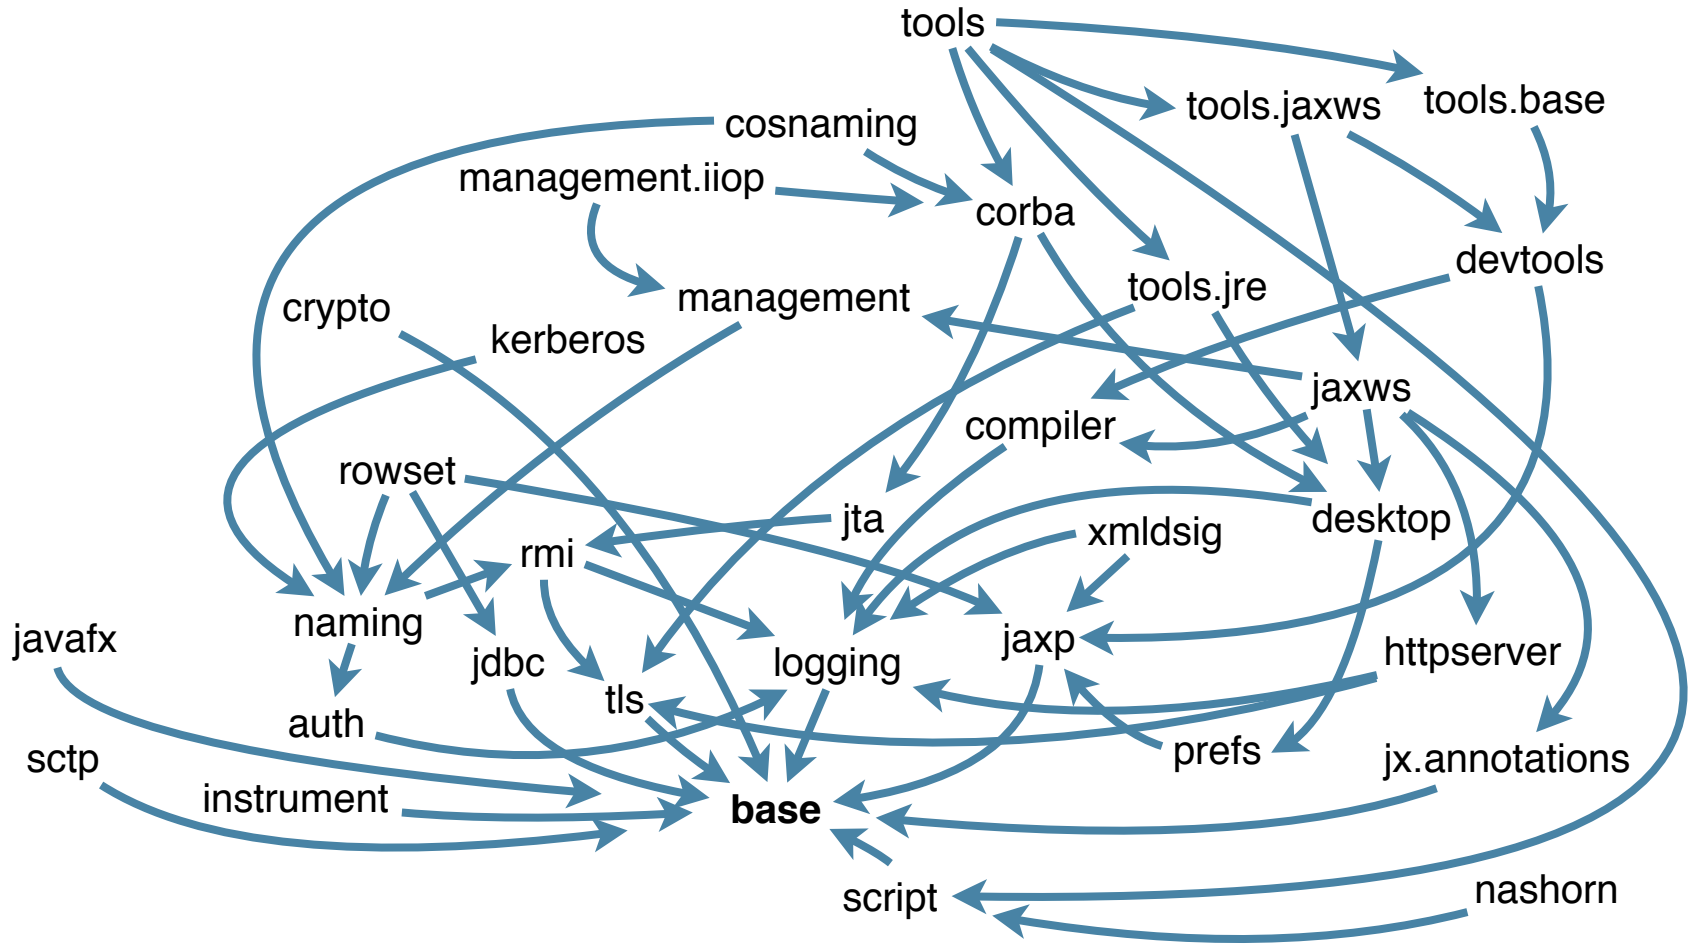 tools
tools.jaxws
tools.base
cosnaming
management.iiop
corba
devtools
tools.jre
management
crypto
kerberos
jaxws
compiler
rowset
jta
desktop
xmldsig
rmi
naming
javafx
jdbc
logging
jaxp
httpserver
tls
auth
prefs
sctp
jx.annotations
instrument
base
script
nashorn